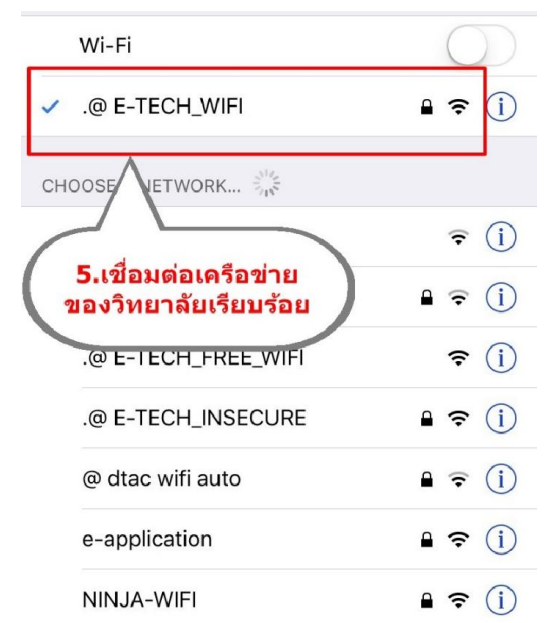 Wi-Fi
.@ E-TECH_WIFI
CHOOSE NETWORK...
5.เชื่อมต่อเครือข่าย
ของวิทยาลัยเรียบร้อย
.@ E-TECH_FREE_WIFI
.@ E-TECH_INSECURE
@ dtac wifi auto
e-application
NINJA-WIFI